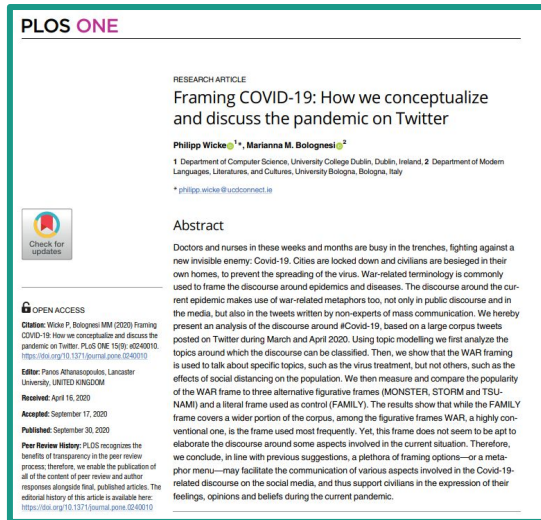 PLOS ONE
RESEARCH ARTICLE
Framing COVID-19: How we conceptualize
and discuss the pandemic on Twitter
Philipp Wicke 1*, Marianna M. Bolognesi 2
1 Department of Computer Science, University College Dublin, Dublin, Ireland, 2 Department of Modern
Languages, Literatures, and Cultures, University Bologna, Bologna, Italy
* philipp.wicke@ucdconnect.ie
Abstract
Doctors and nurses in these weeks and months are busy in the trenches, fighting against a
new invisible enemy: Covid-19. Cities are locked down and civilians are besieged in their
own homes, to prevent the spreading of the virus. War-related terminology is commonly
used to frame the discourse around epidemics and diseases. The discourse around the cur-
rent epidemic makes use of war-related metaphors too, not only in public discourse and in
the media, but also in the tweets written by non-experts of mass communication. We hereby
present an analysis of the discourse around #Covid-19, based on a large corpus tweets
posted on Twitter during March and April 2020. Using topic modelling we first analyze the
topics around which the discourse can be classified. Then, we show that the WAR framing
is used to talk about specific topics, such as the virus treatment, but not others, such as the
effects of social distancing on the population. We then measure and compare the popularity
of the WAR frame to three alternative figurative frames (MONSTER, STORM and TSU-
NAMI) and a literal frame used as control (FAMILY). The results show that while the FAMILY
frame covers a wider portion of the corpus, among the figurative frames WAR, a highly con-
ventional one, is the frame used most frequently. Yet, this frame does not seem to be apt to
elaborate the discourse around some aspects involved in the current situation. Therefore,
we conclude, in line with previous suggestions, a plethora of framing options—or a meta-
phor menu—may facilitate the communication of various aspects involved in the Covid-19-
related discourse on the social media, and thus support civilians in the expression of their
feelings, opinions and beliefs during the current pandemic.
Check for
updates
OPEN ACCESS
Citation: Wicke P, Bolognesi MM (2020) Framing
COVID-19: How we conceptualize and discuss the
pandemic on Twitter. PLoS ONE 15(9): e0240010.
https://doi.org/10.1371/journal.pone.0240010
Editor: Panos Athanasopoulos, Lancaster
University, UNITED KINGDOM
Received: April 16, 2020
Accepted: September 17, 2020
Published: September 30, 2020
Peer Review History: PLOS recognizes the
benefits of transparency in the peer review
process; therefore, we enable the publication of
all of the content of peer review and author
responses alongside final, published articles. The
editorial history of this article is available here:
https://doi.org/10.1371/journal.pone.0240010